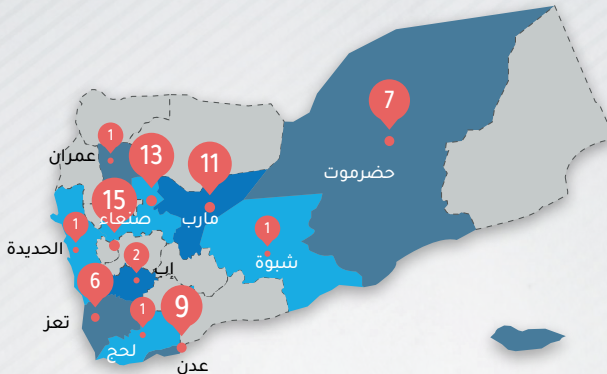 7
حضرموت
1
عمران
13
صنعاء
11
مأرب
15
1
الحديدة
1
شبوة
2
إب
6
تعز
1
لحج
9
عدن